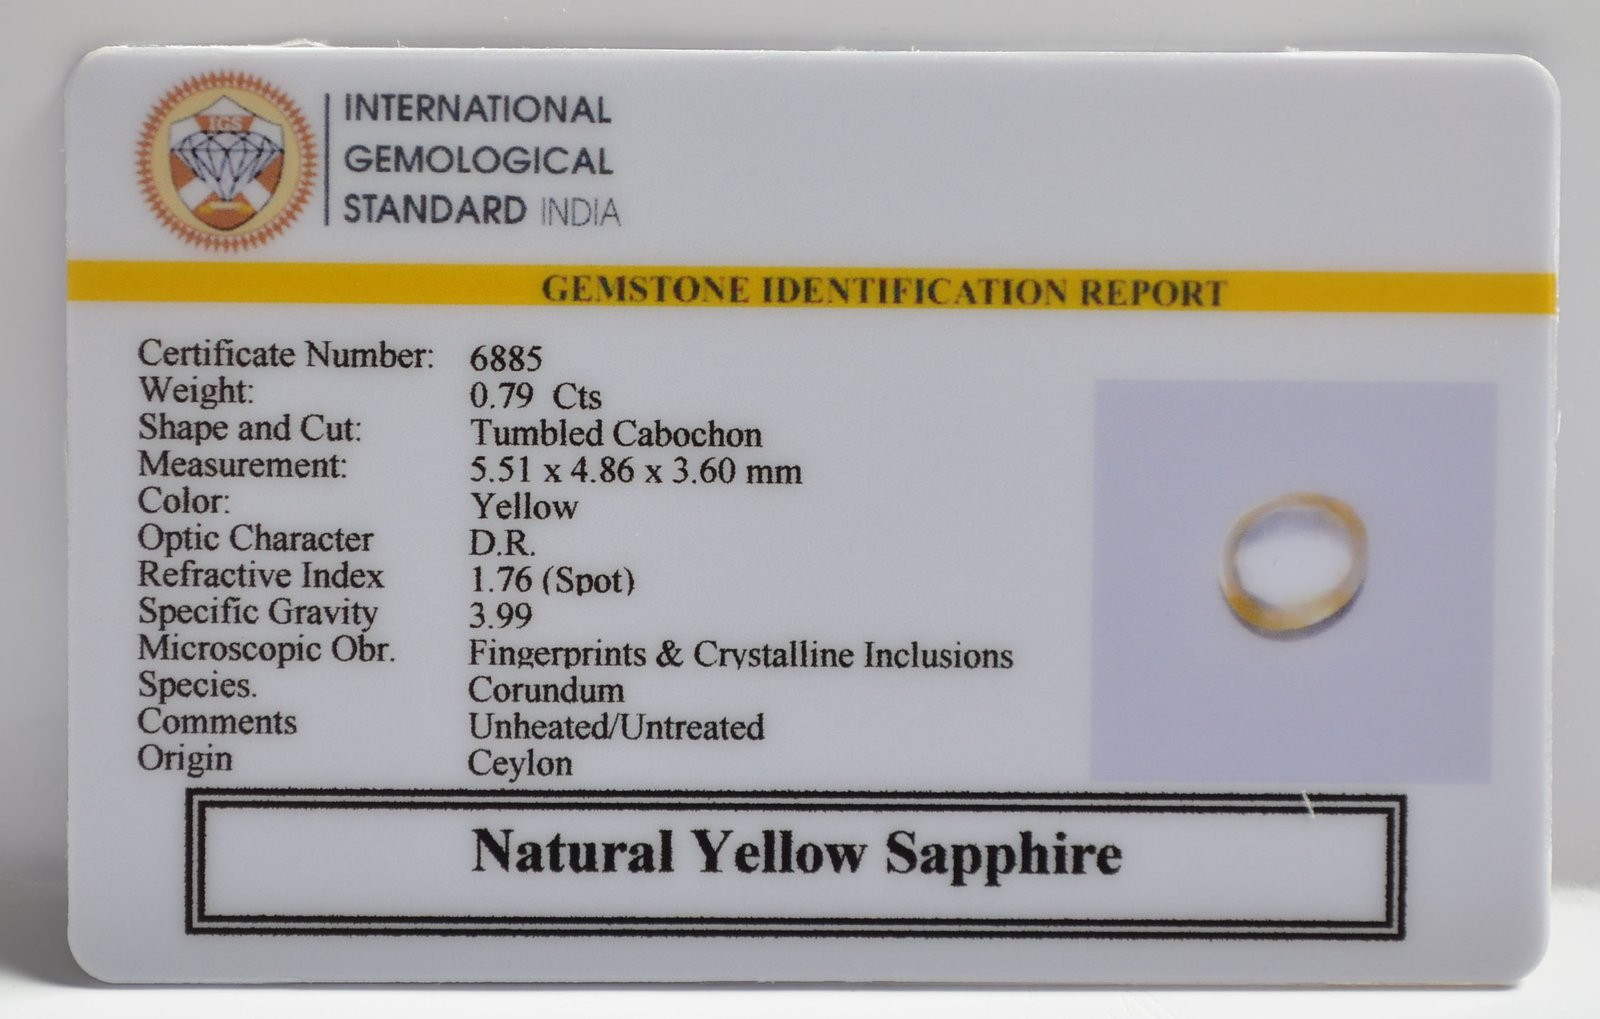 IGS
INTERNATIONAL
GEMOLOGICAL
STANDARD INDIA
GEMSTONE IDENTIFICATION REPORT
Certificate Number: 6885
Weight: 0.79 Cts
Shape and Cut: Tumbled Cabochon
Measurement: 5.51 x 4.86 x 3.60 mm
Color: Yellow
Optic Character D.R.
Refractive Index 1.76 (Spot)
Specific Gravity 3.99
Microscopic Obr. Fingerprints & Crystalline Inclusions
Species. Corundum
Comments Unheated/Untreated
Origin Ceylon
Natural Yellow Sapphire